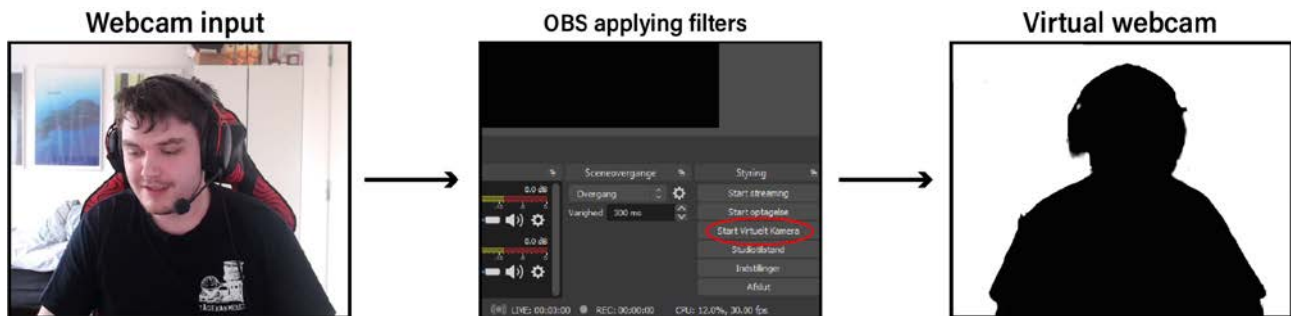 Webcam input
OBS applying filters
Virtual webcam
Sceneovergange
Styring
0.0 dB
Overgang
Start streaming
Varighed 300 ms
Start optagelse
Start Virtuelt Kamera
0.0 dB
Studietilstand
Indstillinger
Afslut
LIVE: 00:00:00
REC: 00:00:00
CPU: 12.0%, 30.00 fps